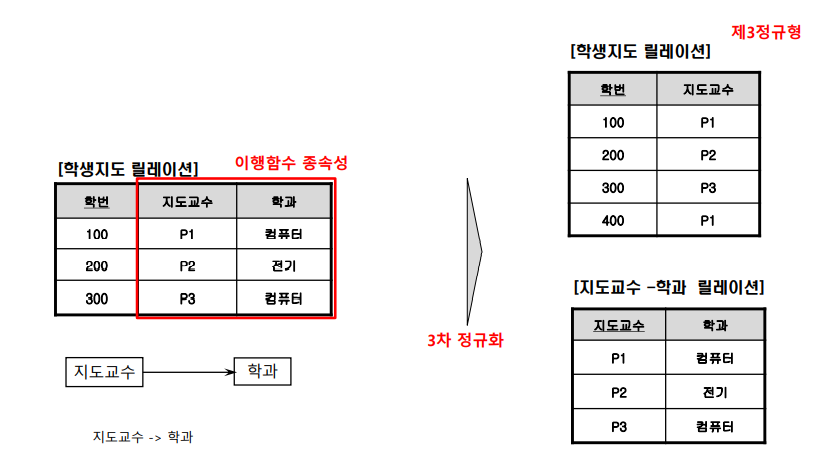 [학생지도 릴레이션]
이행함수 종속성
학번 지도교수 학과
100 P1 컴퓨터
200 P2 전기
300 P3 컴퓨터
지도교수 학과
지도교수 -> 학과
3차 정규화
제3정규형
[학생지도 릴레이션]
학번 지도교수
100 P1
200 P2
300 P3
400 P1
[지도교수 -학과 릴레이션]
지도교수 학과
P1 컴퓨터
P2 전기
P3 컴퓨터